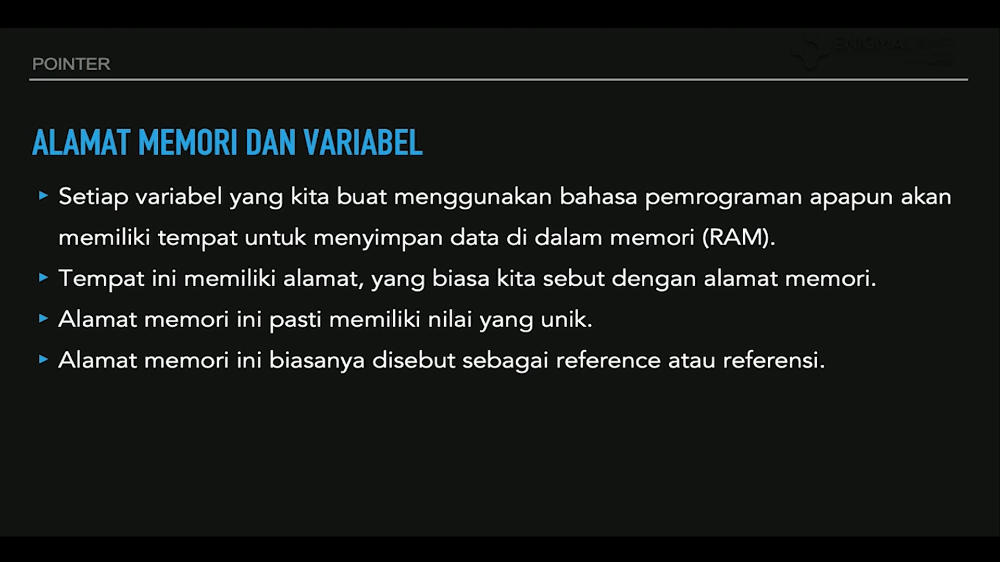 POINTER
ENIGMACAMP
ALAMAT MEMORI DAN VARIABEL
Setiap variabel yang kita buat menggunakan bahasa pemrograman apapun akan
memiliki tempat untuk menyimpan data di dalam memori (RAM).
Tempat ini memiliki alamat, yang biasa kita sebut dengan alamat memori.
Alamat memori ini pasti memiliki nilai yang unik.
Alamat memori ini biasanya disebut sebagai reference atau referensi.